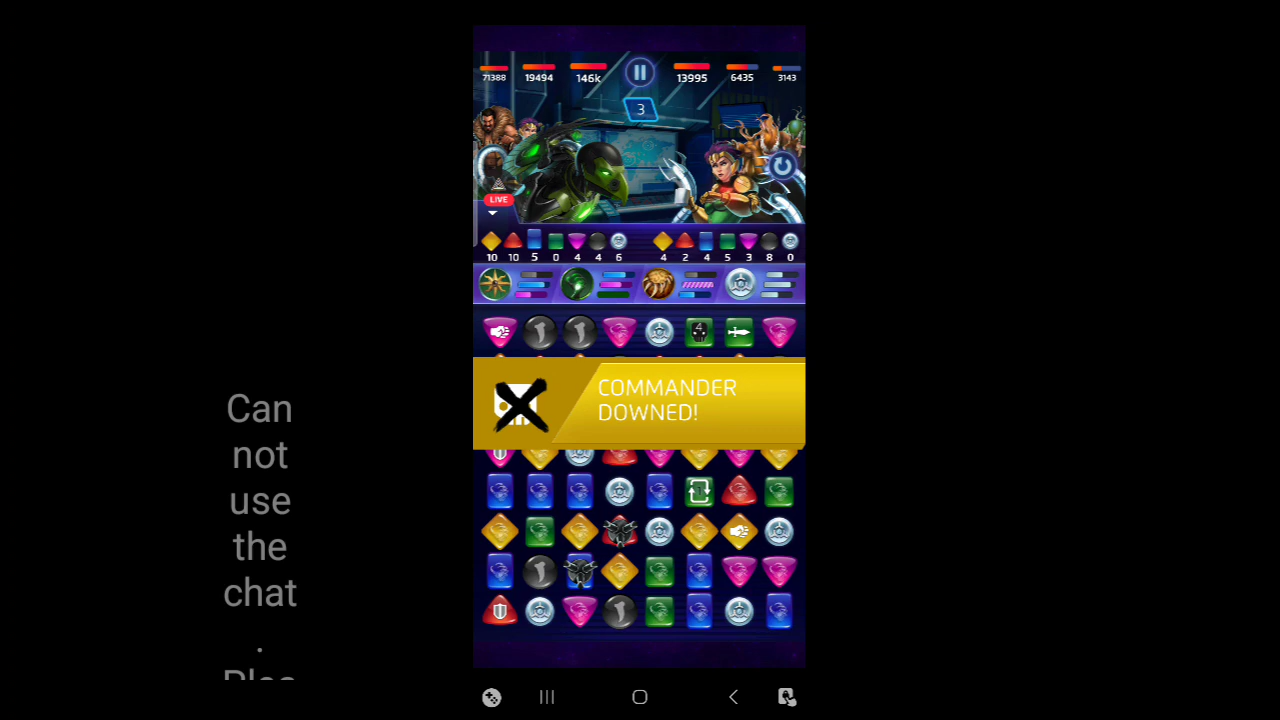 71388 19494 146k 13995 6435 3143
3
LIVE
10 10 5 0 4 4 6 4 2 4 5 3 8 0
4
COMMANDER
DOWNED!
Can
not
use
the
chat
.